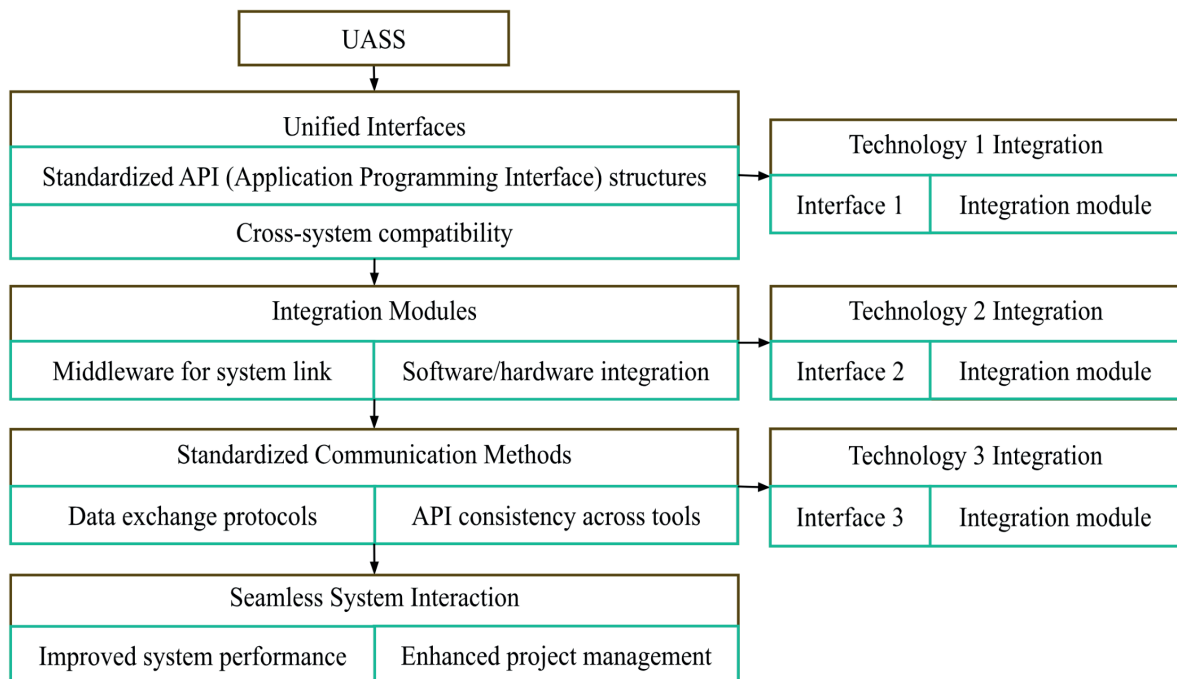 UASS
Unified Interfaces
Standardized API (Application Programming Interface) structures
Cross-system compatibility
Technology 1 Integration
Interface 1
Integration module
Integration Modules
Middleware for system link
Software/hardware integration
Technology 2 Integration
Interface 2
Integration module
Standardized Communication Methods
Data exchange protocols
API consistency across tools
Technology 3 Integration
Interface 3
Integration module
Seamless System Interaction
Improved system performance
Enhanced project management